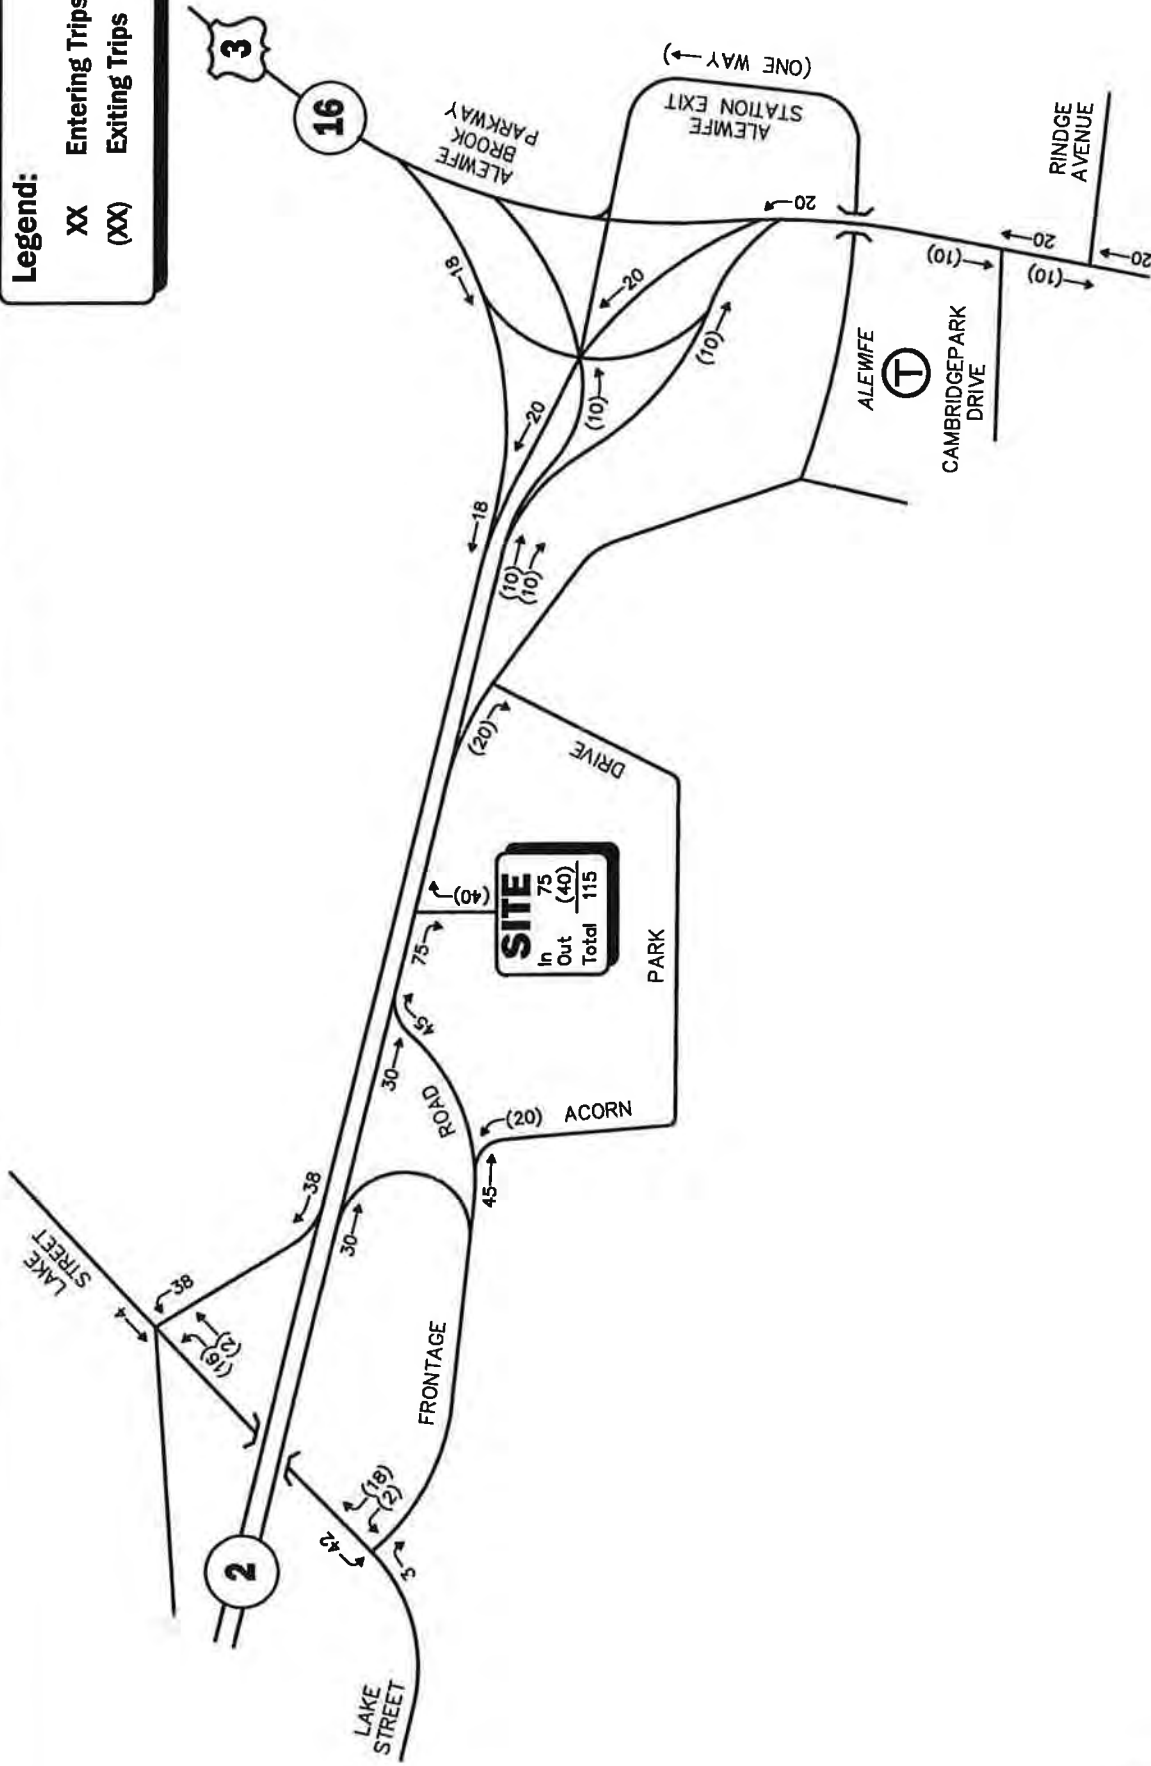 Legend:
XX Entering Trips
(XX) Exiting Trips
3
16
ALEWIFE
BROOK
PARKWAY
(ONE WAY →)
ALEWIFE
STATION EXIT
RINDGE
AVENUE
20
20
20
(10)
(10)
20
(10)
(10)
ALEWIFE
T
CAMBRIDGEPARK
DRIVE
18
20
18
(10)
(10)
(20)
DRIVE
PARK
ACORN
SITE
In 75
Out (40)
Total 115
(40)
75
45
30
ROAD
(20)
45
30
38
38
LAKE
STREET
4
(16)
(2)
FRONTAGE
(18)
(2)
42
3
2
LAKE
STREET